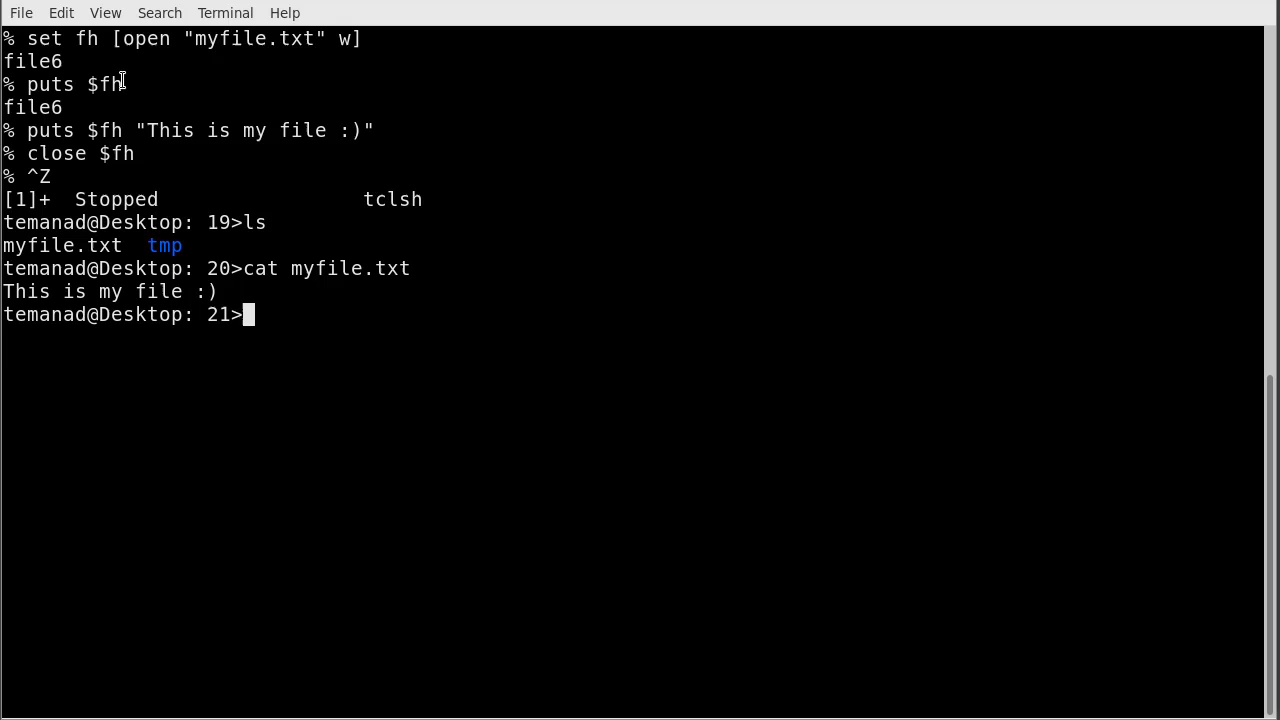 File Edit View Search Terminal Help
% set fh [open "myfile.txt" w]
file6
% puts $fh
file6
% puts $fh "This is my file :)"
% close $fh
% ^Z
[1]+  Stopped                 tclsh
temanad@Desktop: 19>ls
myfile.txt  tmp
temanad@Desktop: 20>cat myfile.txt
This is my file :)
temanad@Desktop: 21>